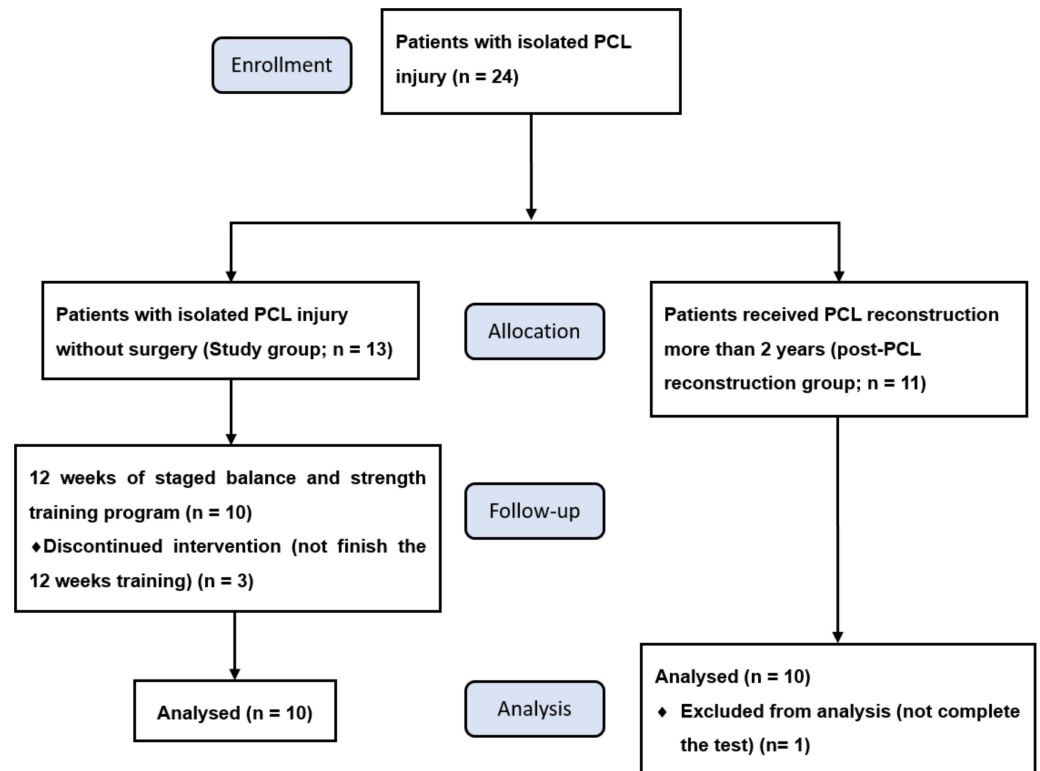 Enrollment
Patients with isolated PCL
injury (n = 24)
Patients with isolated PCL injury
without surgery (Study group; n = 13)
Allocation
Patients received PCL reconstruction
more than 2 years (post-PCL
reconstruction group; n = 11)
12 weeks of staged balance and strength
training program (n = 10)
♦Discontinued intervention (not finish the
12 weeks training) (n = 3)
Follow-up
Analysed (n = 10)
Analysis
Analysed (n = 10)
♦ Excluded from analysis (not complete
the test) (n= 1)